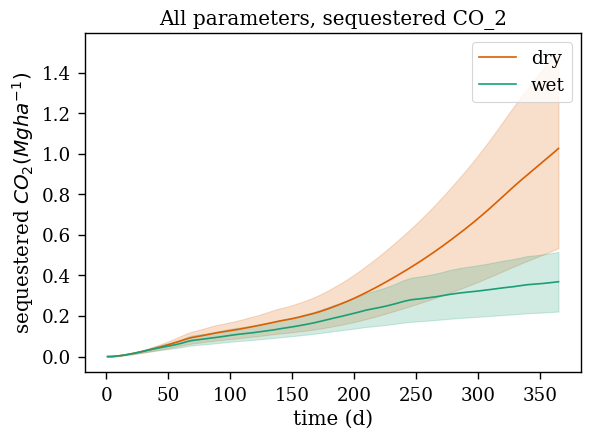 All parameters, sequestered CO_2
sequestered CO₂(Mgha⁻¹)
1.4
1.2
1.0
0.8
0.6
0.4
0.2
0.0
dry
wet
0 50 100 150 200 250 300 350
time (d)